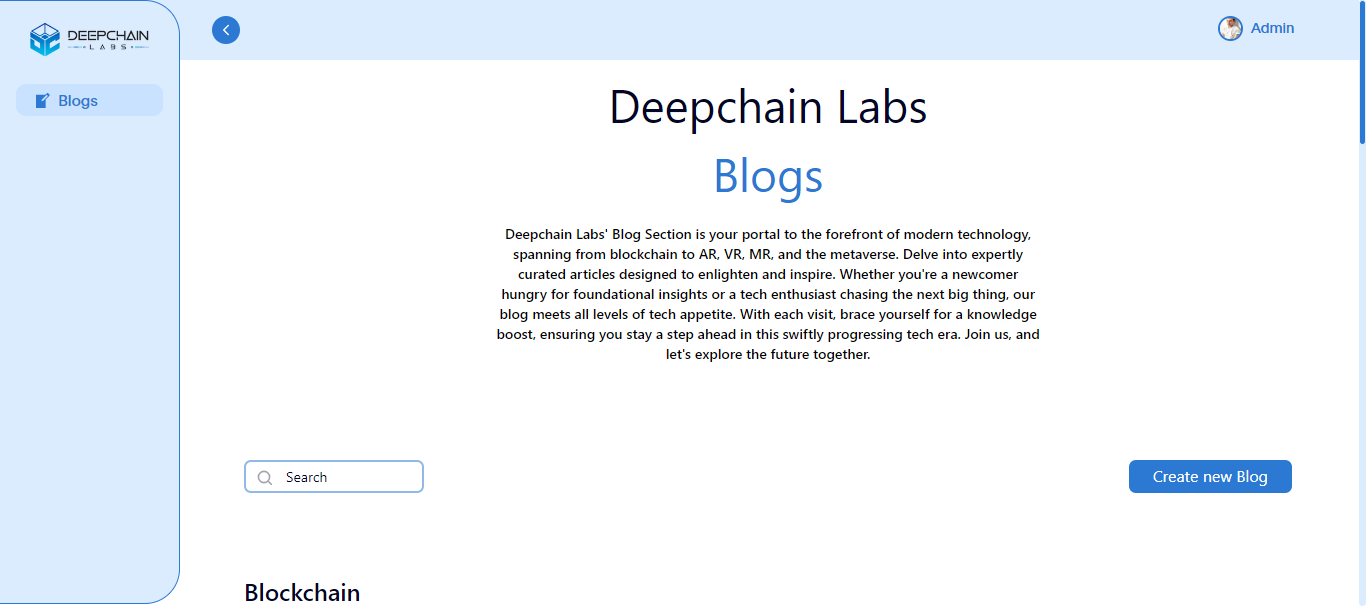 DEEPCHAIN
LABS
Admin
Blogs
Deepchain Labs
Blogs
Deepchain Labs' Blog Section is your portal to the forefront of modern technology,
spanning from blockchain to AR, VR, MR, and the metaverse. Delve into expertly
curated articles designed to enlighten and inspire. Whether you're a newcomer
hungry for foundational insights or a tech enthusiast chasing the next big thing, our
blog meets all levels of tech appetite. With each visit, brace yourself for a knowledge
boost, ensuring you stay a step ahead in this swiftly progressing tech era. Join us, and
let's explore the future together.
Search
Create new Blog
Blockchain